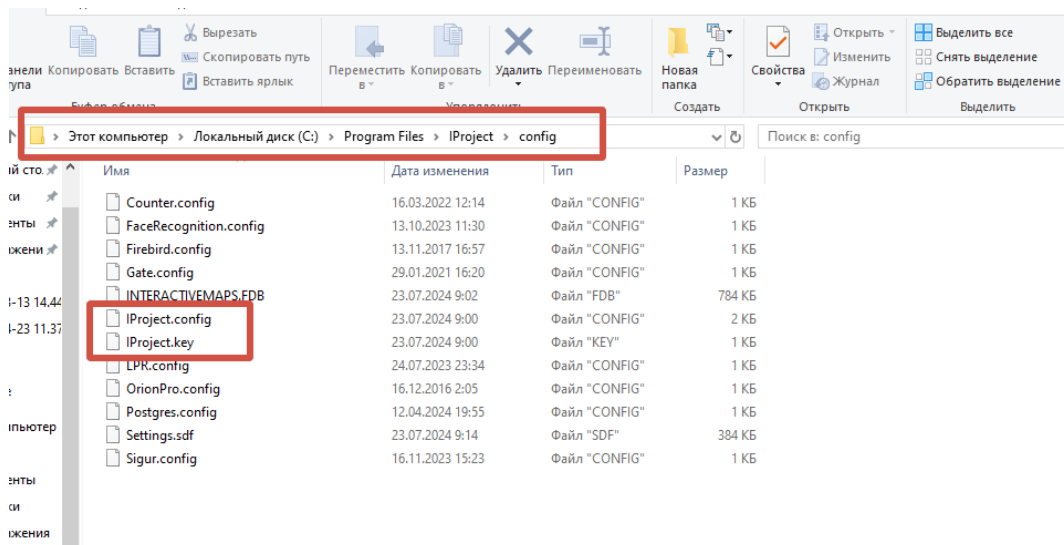 Вырезать
Скопировать путь
Вставить ярлык
Копировать Вставить
Переместить в Копировать в Удалить Переименовать
Новая папка
Свойства
Открыть
Изменить
Журнал
Выделить все
Снять выделение
Обратить выделение
Упорядочить Создать Открыть Выделить
Этот компьютер › Локальный диск (C:) › Program Files › IProject › config
Поиск в: config
Имя Дата изменения Тип Размер
Counter.config 16.03.2022 12:14 Файл "CONFIG" 1 КБ
FaceRecognition.config 13.10.2023 11:30 Файл "CONFIG" 1 КБ
Firebird.config 13.11.2017 16:57 Файл "CONFIG" 1 КБ
Gate.config 29.01.2021 16:20 Файл "CONFIG" 1 КБ
INTERACTIVEMAPS.FDB 23.07.2024 9:02 Файл "FDB" 784 КБ
IProject.config 23.07.2024 9:00 Файл "CONFIG" 2 КБ
IProject.key 23.07.2024 9:00 Файл "KEY" 1 КБ
LPR.config 24.07.2023 23:34 Файл "CONFIG" 1 КБ
OrionPro.config 16.12.2016 2:05 Файл "CONFIG" 1 КБ
Postgres.config 12.04.2024 19:55 Файл "CONFIG" 1 КБ
Settings.sdf 23.07.2024 9:14 Файл "SDF" 384 КБ
Sigur.config 16.11.2023 15:23 Файл "CONFIG" 1 КБ